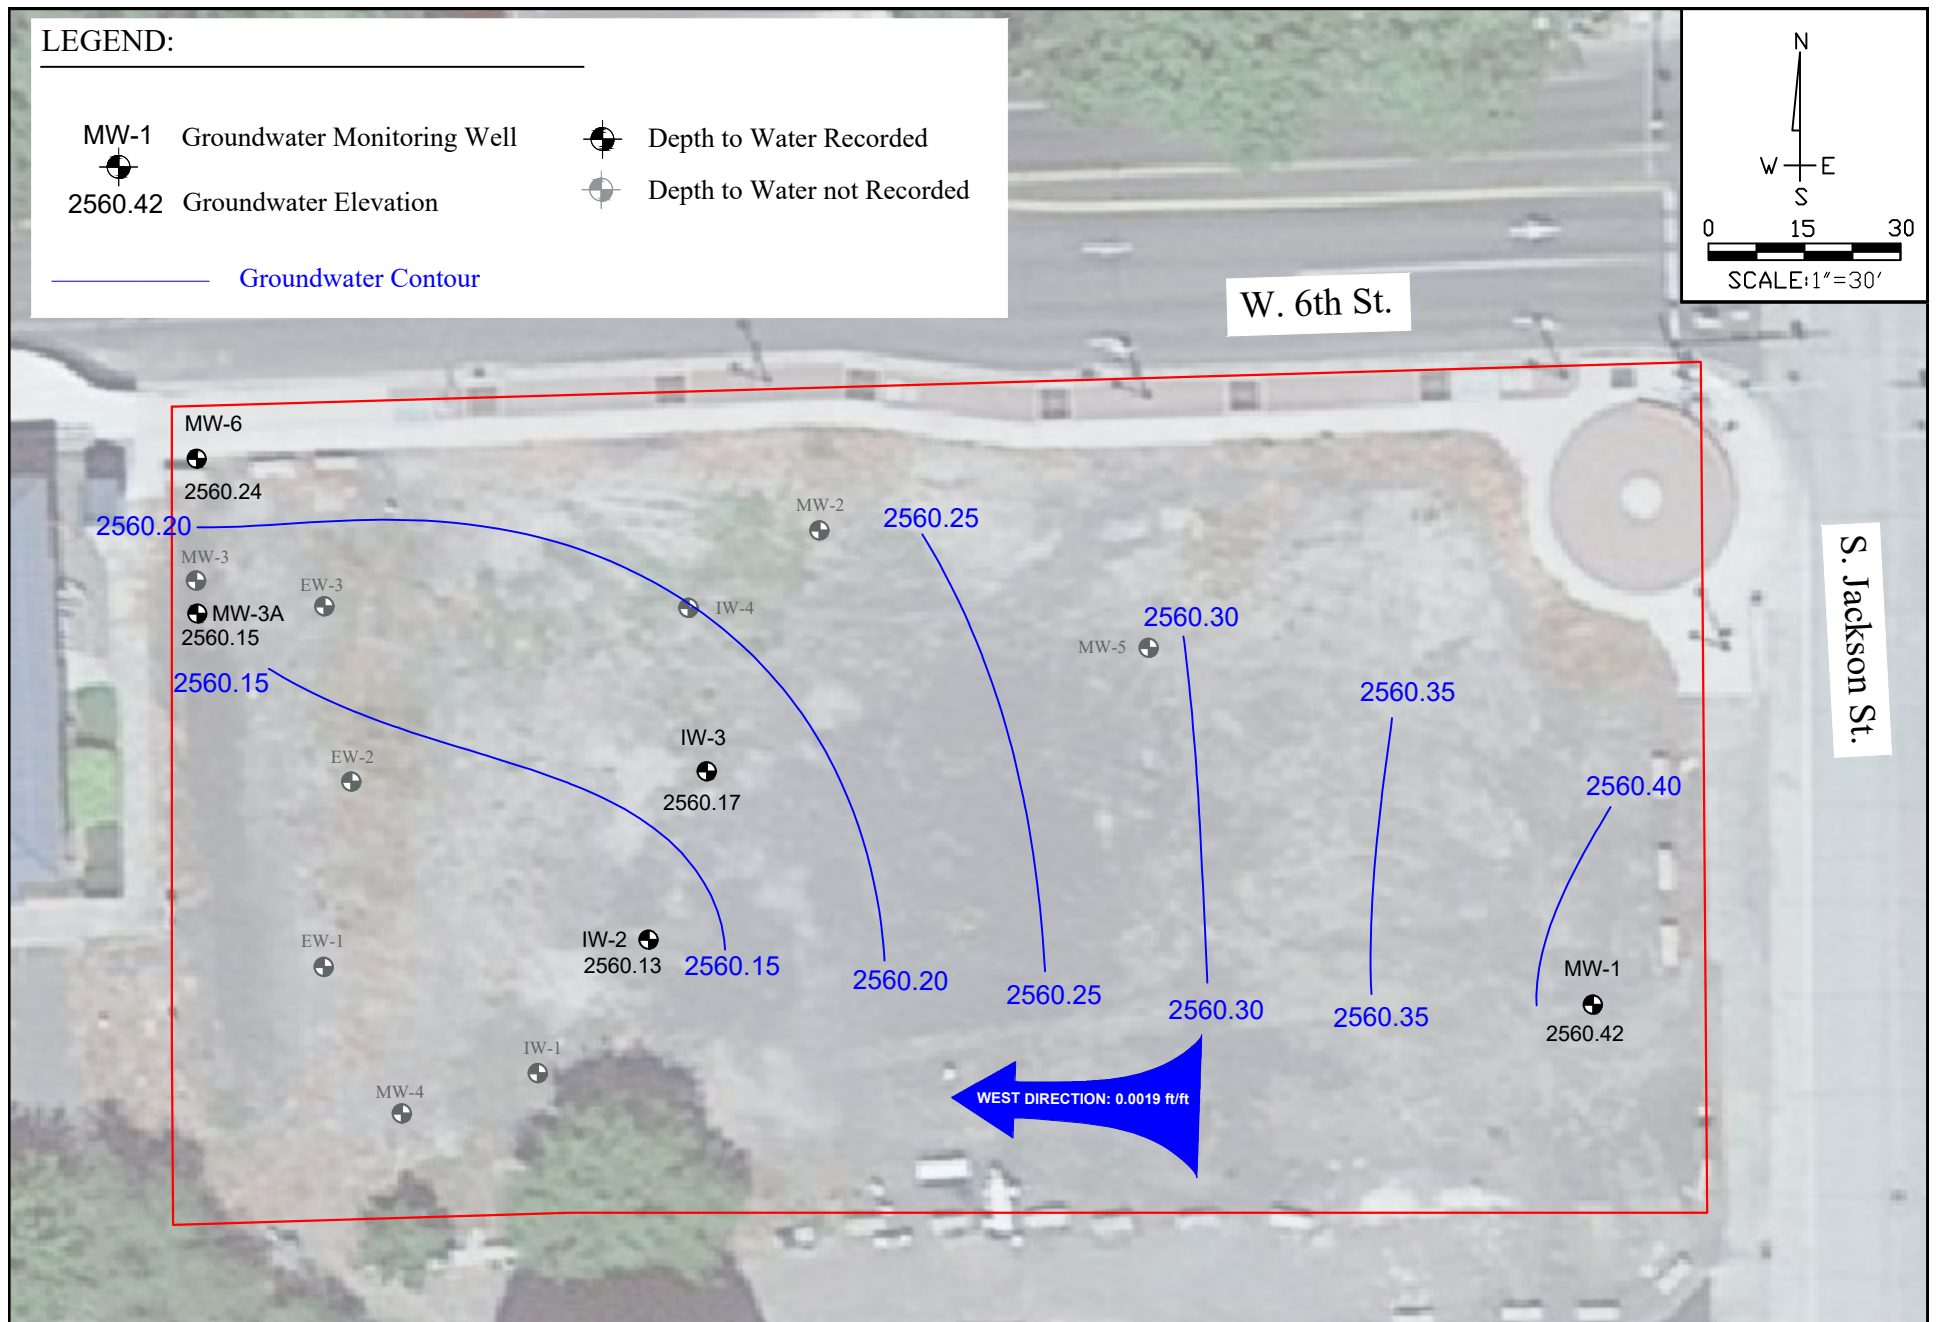 LEGEND:
MW-1 Groundwater Monitoring Well
2560.42 Groundwater Elevation
Depth to Water Recorded
Depth to Water not Recorded
Groundwater Contour
N
W E
S
0 15 30
SCALE:1"=30'
W. 6th St.
S. Jackson St.
MW-6
2560.24
2560.20
MW-3
MW-3A
2560.15
2560.15
EW-3
IW-4
MW-2
2560.25
2560.30
MW-5
2560.35
2560.40
EW-2
IW-3
2560.17
EW-1
IW-2
2560.13
2560.15
2560.20
2560.25
2560.30
2560.35
MW-1
2560.42
IW-1
MW-4
WEST DIRECTION: 0.0019 ft/ft